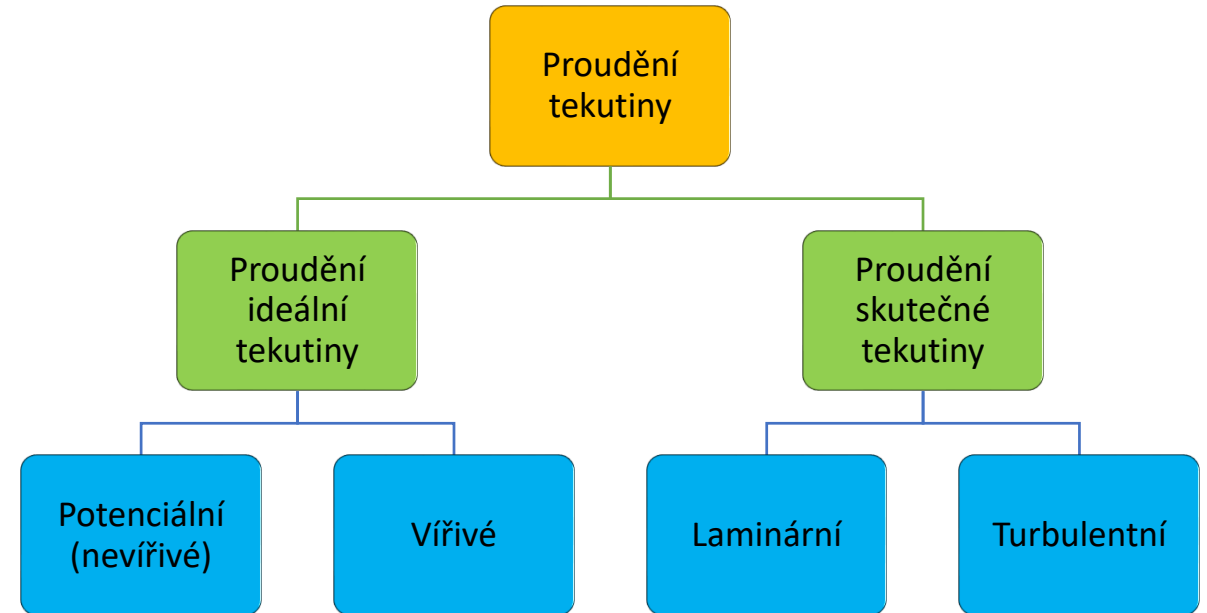 Proudění
tekutiny
Proudění
ideální
tekutiny
Proudění
skutečné
tekutiny
Potenciální
(nevířivé)
Vířivé
Laminární
Turbulentní